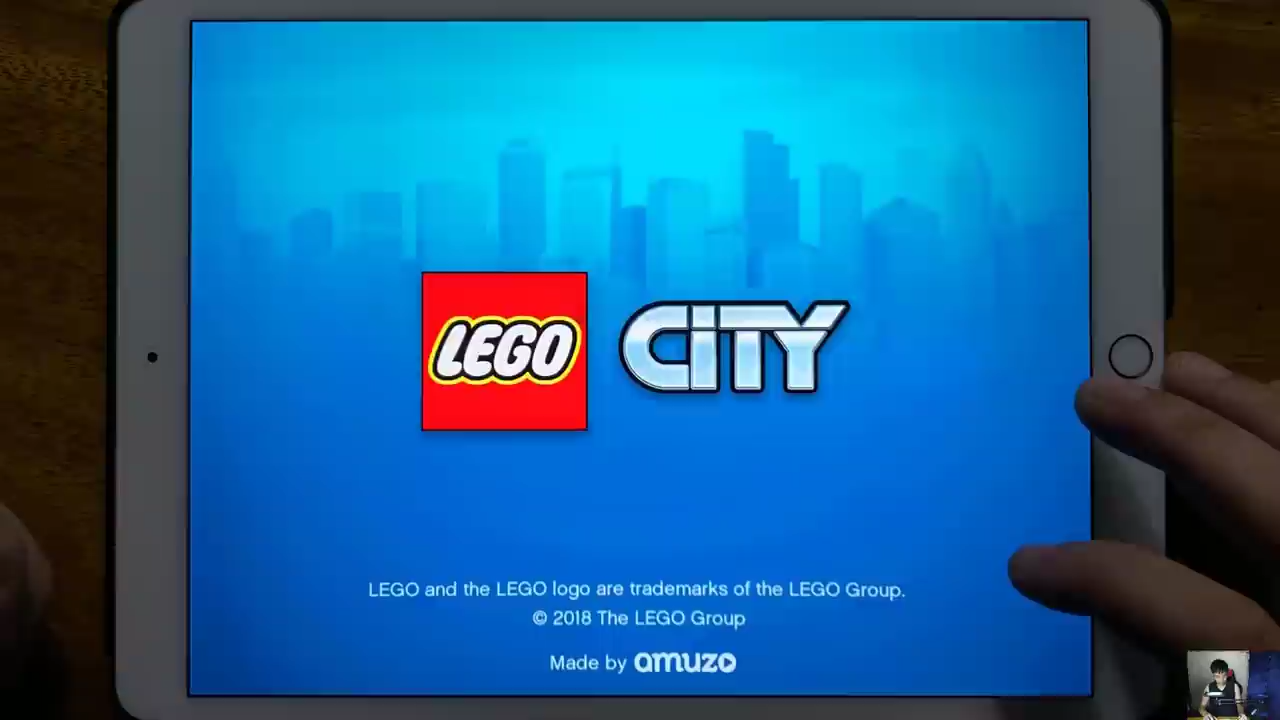 LEGO CITY
LEGO and the LEGO logo are trademarks of the LEGO Group.
© 2018 The LEGO Group
Made by amuzo